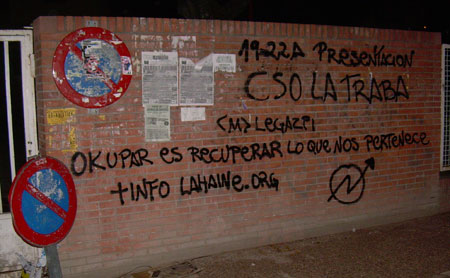 19-22A PRESENTACION
CSO LA TRABA
<M> LEGAZPI
OKUPAR ES RECUPERAR LO QUE NOS PERTENECE
+INFO LAHAINE.ORG